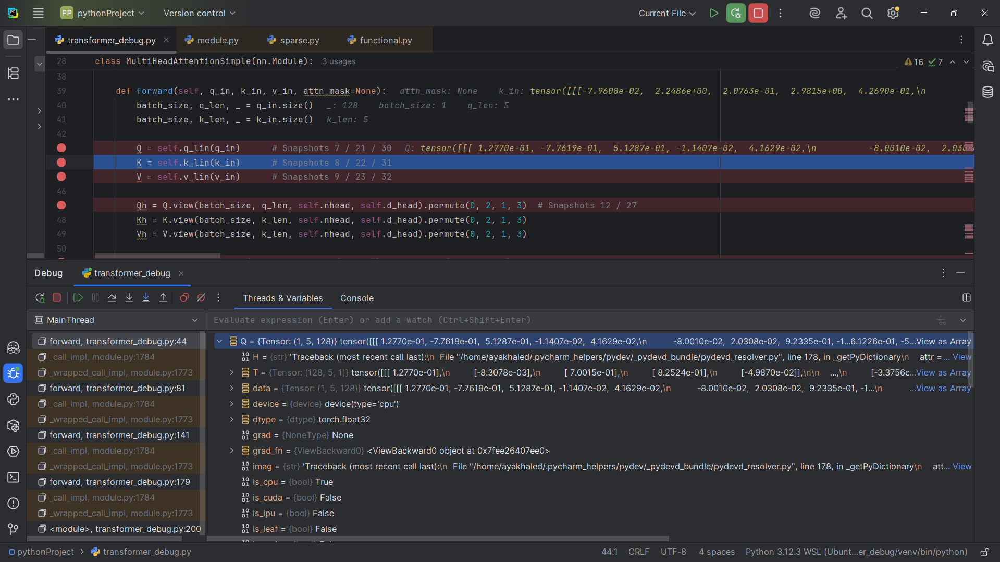 PP pythonProject Version control Current File
transformer_debug.py module.py sparse.py functional.py
28 class MultiHeadAttentionSimple(nn.Module): 3 usages 16 7
38
39 def forward(self, q_in, k_in, v_in, attn_mask=None): attn_mask: None k_in: tensor([[[-7.9608e-02, 2.2486e+00, 2.0763e-01, 2.9815e+00, 4.2690e-01,\n
40 batch_size, q_len, _ = q_in.size() _: 128 batch_size: 1 q_len: 5
41 batch_size, k_len, _ = k_in.size() k_len: 5
42
Q = self.q_lin(q_in) # Snapshots 7 / 21 / 30 Q: tensor([[[ 1.2770e-01, -7.7619e-01, 5.1287e-01, -1.1407e-02, 4.1629e-02,\n -8.0010e-02, 2.030
K = self.k_lin(k_in) # Snapshots 8 / 22 / 31
V = self.v_lin(v_in) # Snapshots 9 / 23 / 32
46
Qh = Q.view(batch_size, q_len, self.nhead, self.d_head).permute(0, 2, 1, 3) # Snapshots 12 / 27
48 Kh = K.view(batch_size, k_len, self.nhead, self.d_head).permute(0, 2, 1, 3)
49 Vh = V.view(batch_size, k_len, self.nhead, self.d_head).permute(0, 2, 1, 3)
50
Debug transformer_debug
Threads & Variables Console
MainThread
Evaluate expression (Enter) or add a watch (Ctrl+Shift+Enter)
forward, transformer_debug.py:44
_call_impl, module.py:1784
_wrapped_call_impl, module.py:1773
forward, transformer_debug.py:81
_call_impl, module.py:1784
_wrapped_call_impl, module.py:1773
forward, transformer_debug.py:141
_call_impl, module.py:1784
_wrapped_call_impl, module.py:1773
forward, transformer_debug.py:179
_call_impl, module.py:1784
_wrapped_call_impl, module.py:1773
<module>, transformer_debug.py:200
Q = {Tensor: (1, 5, 128)} tensor([[[ 1.2770e-01, -7.7619e-01, 5.1287e-01, -1.1407e-02, 4.1629e-02,\n -8.0010e-02, 2.0308e-02, 9.2335e-01, -1...6.1226e-01, -5...View as Array
H = {str} 'Traceback (most recent call last):\n File "/home/ayakhaled/.pycharm_helpers/pydev/_pydevd_bundle/pydevd_resolver.py", line 178, in _getPyDictionary\n attr =... View
T = {Tensor: (128, 5, 1)} tensor([[[ 1.2770e-01],\n [-8.3078e-03],\n [ 7.0015e-01],\n [ 8.2524e-01],\n [-4.9870e-02]],\n\n ...,\n [-3.3756e...View as Array
data = {Tensor: (1, 5, 128)} tensor([[[ 1.2770e-01, -7.7619e-01, 5.1287e-01, -1.1407e-02, 4.1629e-02,\n -8.0010e-02, 2.0308e-02, 9.2335e-01, -1...\n ...View as Array
device = {device} device(type='cpu')
dtype = {dtype} torch.float32
grad = {NoneType} None
grad_fn = {ViewBackward0} <ViewBackward0 object at 0x7fee26407ee0>
imag = {str} 'Traceback (most recent call last):\n File "/home/ayakhaled/.pycharm_helpers/pydev/_pydevd_bundle/pydevd_resolver.py", line 178, in _getPyDictionary\n att... View
is_cpu = {bool} True
is_cuda = {bool} False
is_ipu = {bool} False
is_leaf = {bool} False
pythonProject > transformer_debug.py 44:1 CRLF UTF-8 4 spaces Python 3.12.3 WSL (Ubunt...er_debug/venv/bin/python)